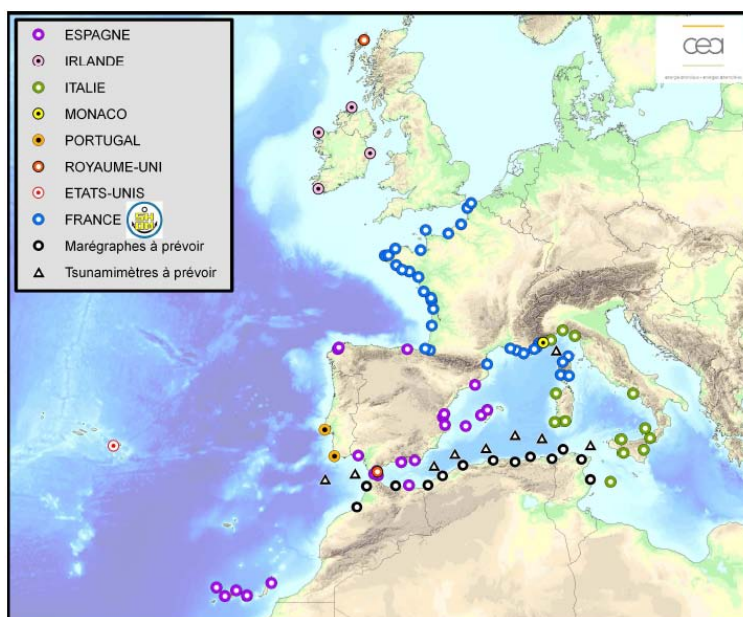 ESPAGNE
IRLANDE
ITALIE
MONACO
PORTUGAL
ROYAUME-UNI
ETATS-UNIS
FRANCE
Marégraphes à prévoir
Tsunamimètres à prévoir
cea